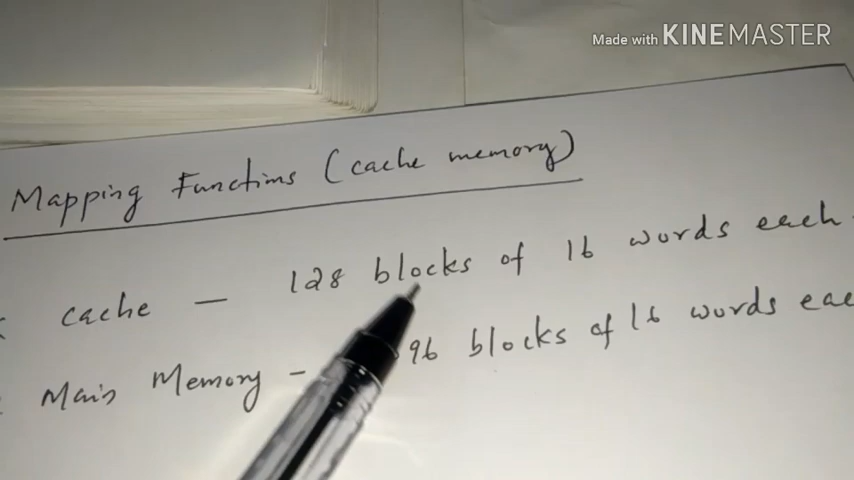 Made with KINEMASTER
Mapping Functions (cache memory)
cache - 128 blocks of 16 words each
Main Memory - 96 blocks of 16 words eac